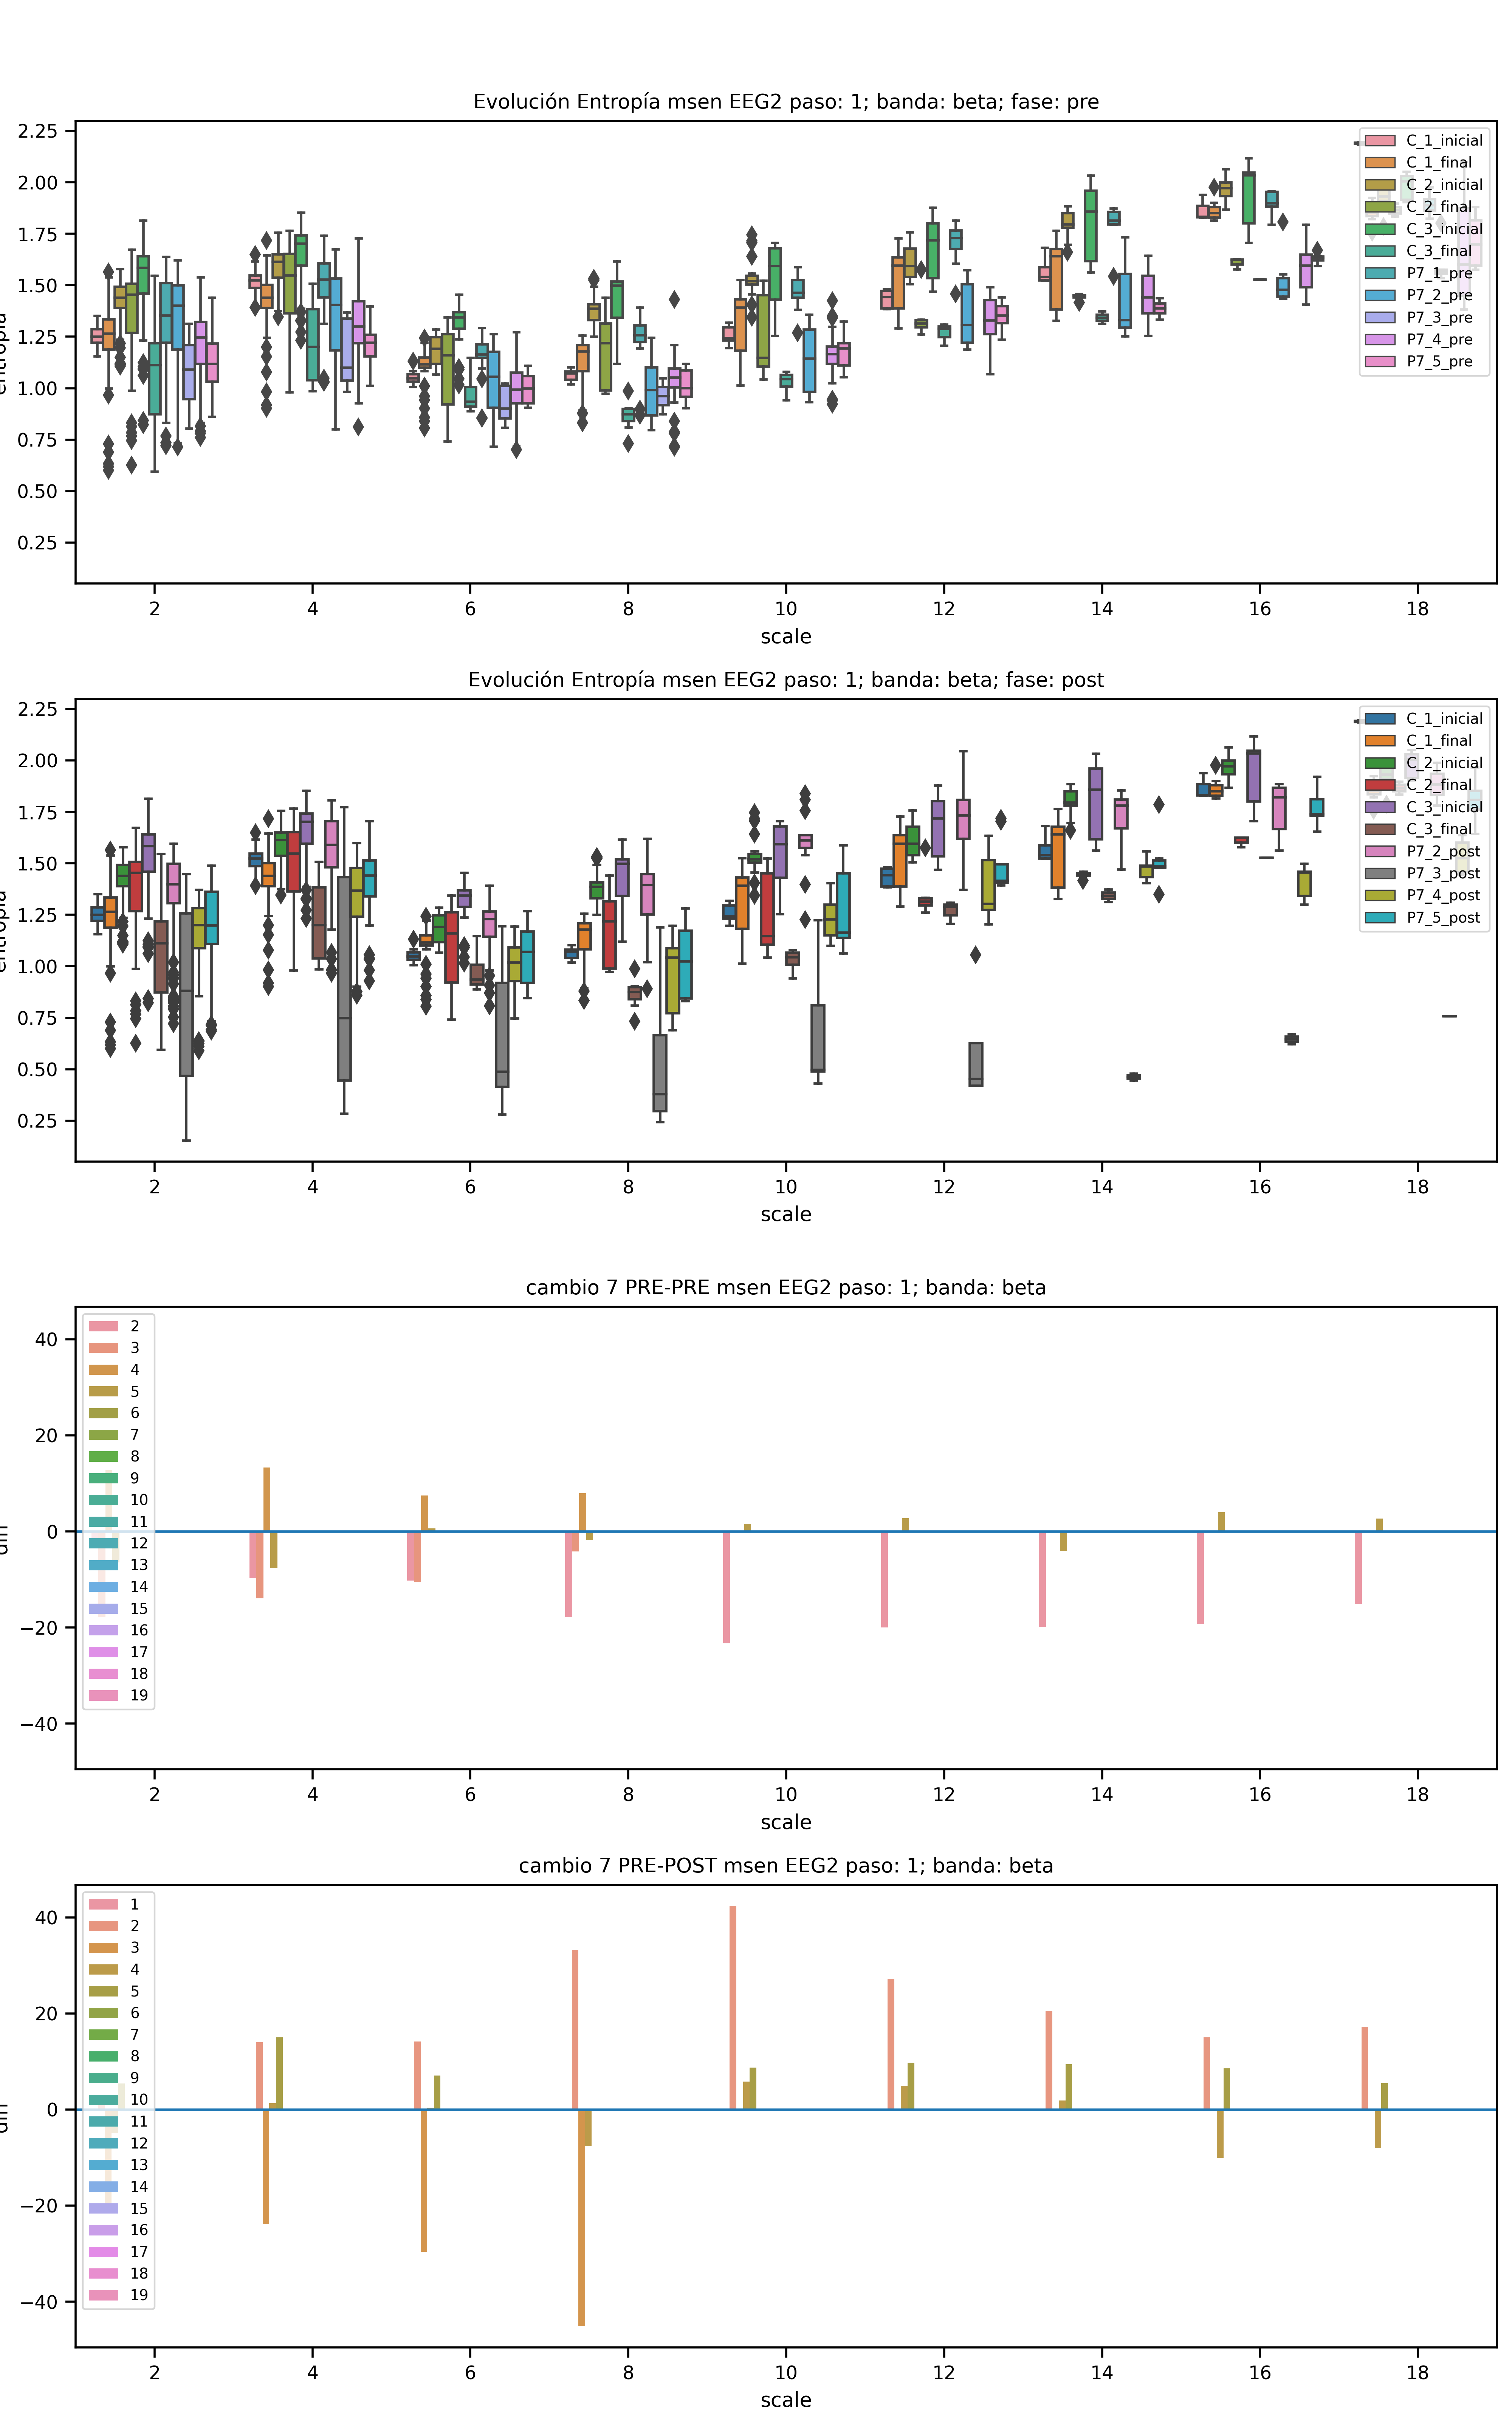 Evolución Entropía msen EEG2 paso: 1; banda: beta; fase: pre
2.25
2.00
1.75
1.50
1.25
1.00
0.75
0.50
0.25
C_1_inicial
C_1_final
C_2_inicial
C_2_final
C_3_inicial
C_3_final
P7_1_pre
P7_2_pre
P7_3_pre
P7_4_pre
P7_5_pre
2 4 6 8 10 12 14 16 18
scale
Evolución Entropía msen EEG2 paso: 1; banda: beta; fase: post
2.25
2.00
1.75
1.50
1.25
1.00
0.75
0.50
0.25
C_1_inicial
C_1_final
C_2_inicial
C_2_final
C_3_inicial
C_3_final
P7_2_post
P7_3_post
P7_4_post
P7_5_post
2 4 6 8 10 12 14 16 18
scale
cambio 7 PRE-PRE msen EEG2 paso: 1; banda: beta
40
20
0
−20
−40
2
3
4
5
6
7
8
9
10
11
12
13
14
15
16
17
18
19
2 4 6 8 10 12 14 16 18
scale
cambio 7 PRE-POST msen EEG2 paso: 1; banda: beta
40
20
0
−20
−40
1
2
3
4
5
6
7
8
9
10
11
12
13
14
15
16
17
18
19
2 4 6 8 10 12 14 16 18
scale